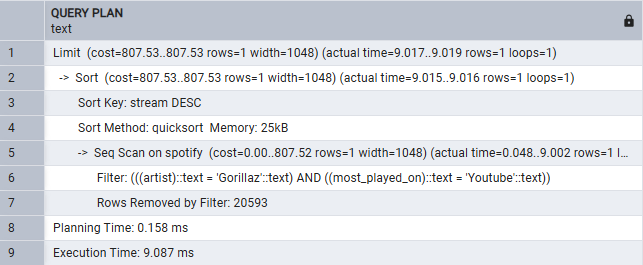 QUERY PLAN
text
1 Limit (cost=807.53..807.53 rows=1 width=1048) (actual time=9.017..9.019 rows=1 loops=1)
2 -> Sort (cost=807.53..807.53 rows=1 width=1048) (actual time=9.015..9.016 rows=1 loops=1)
3 Sort Key: stream DESC
4 Sort Method: quicksort Memory: 25kB
5 -> Seq Scan on spotify (cost=0.00..807.52 rows=1 width=1048) (actual time=0.048..9.002 rows=1 l...
6 Filter: (((artist)::text = 'Gorillaz'::text) AND ((most_played_on)::text = 'Youtube'::text))
7 Rows Removed by Filter: 20593
8 Planning Time: 0.158 ms
9 Execution Time: 9.087 ms